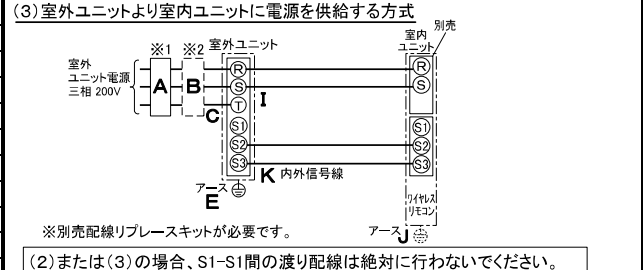 (3)室外ユニットより室内ユニットに電源を供給する方式
※1 ※2 室外ユニット
室内
ユニット
別売
室外
ユニット電源
三相 200V
A
B
C
R
S
T
S1
S2
S3
I
R
S
S1
S2
S3
K 内外信号線
アース
E
ワイヤレス
リモコン
アース J
※別売配線リプレースキットが必要です。
(2)または(3)の場合、S1-S1間の渡り配線は絶対に行わないでください。